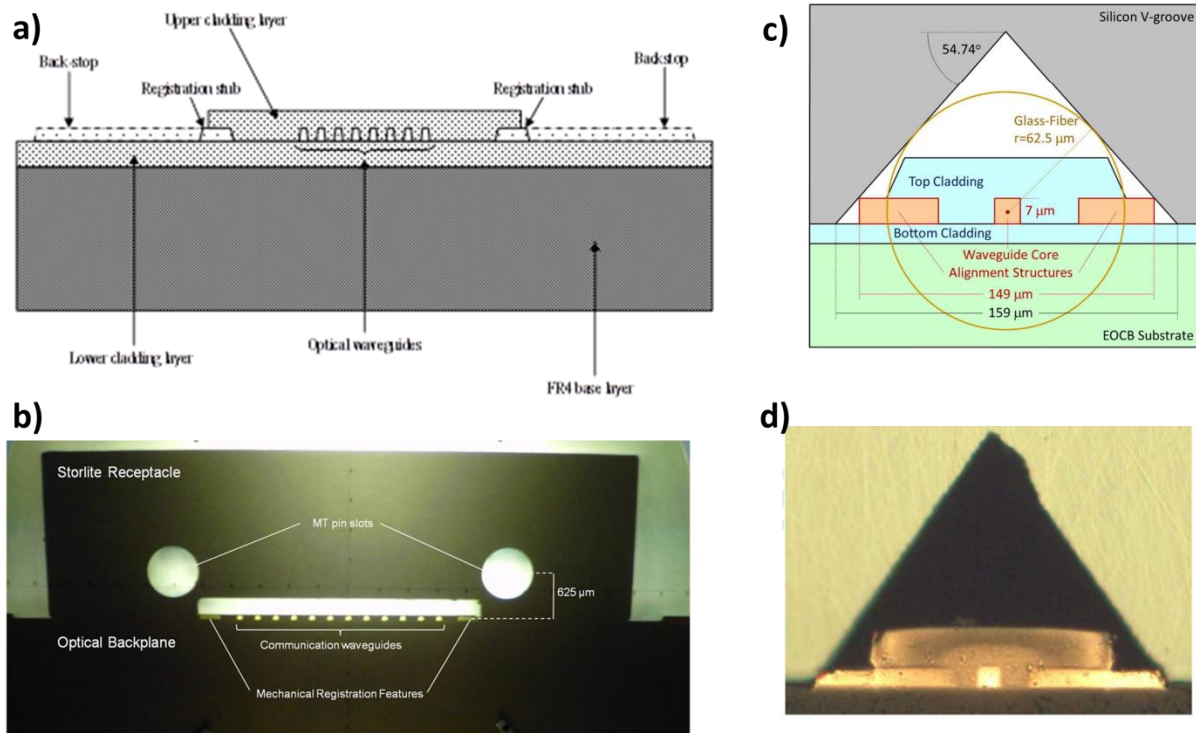 a)
Upper cladding layer
Back-stop
Registration stub
Registration stub
Backstop
Lower cladding layer
Optical waveguides
FR4 base layer
b)
Storlite Receptacle
MT pin slots
625 µm
Optical Backplane
Communication waveguides
Mechanical Registration Features
c)
Silicon V-groove
54.74°
Glass-Fiber
r=62.5 µm
Top Cladding
7 µm
Bottom Cladding
Waveguide Core
Alignment Structures
149 µm
159 µm
EOCB Substrate
d)